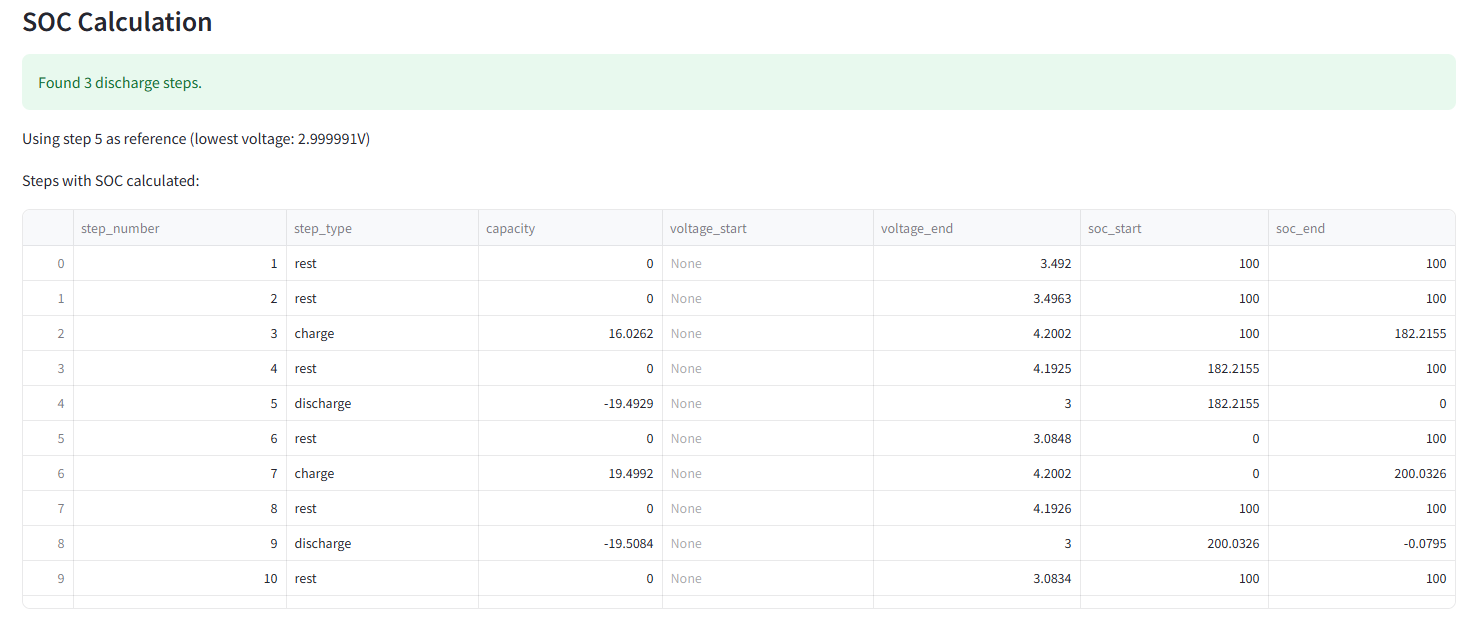 SOC Calculation
Found 3 discharge steps.
Using step 5 as reference (lowest voltage: 2.999991V)
Steps with SOC calculated:
step_number step_type capacity voltage_start voltage_end soc_start soc_end
0 1 rest 0 None 3.492 100 100
1 2 rest 0 None 3.4963 100 100
2 3 charge 16.0262 None 4.2002 100 182.2155
3 4 rest 0 None 4.1925 182.2155 100
4 5 discharge -19.4929 None 3 182.2155 0
5 6 rest 0 None 3.0848 0 100
6 7 charge 19.4992 None 4.2002 0 200.0326
7 8 rest 0 None 4.1926 100 100
8 9 discharge -19.5084 None 3 200.0326 -0.0795
9 10 rest 0 None 3.0834 100 100